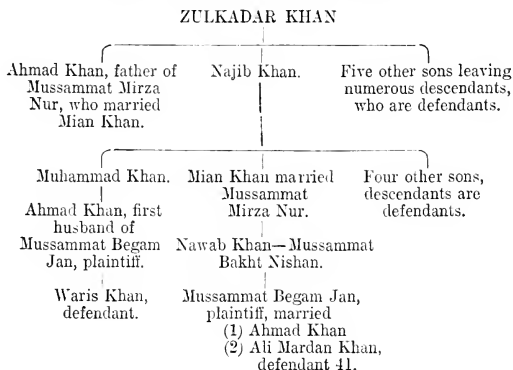 ZULKADAR KHAN
Ahmad Khan, father of
Mussammat Mirza
Nur, who married
Mian Khan.
Najib Khan.
Five other sons leaving
numerous descendants,
who are defendants.
Muhammad Khan.
Ahmad Khan, first
husband of
Mussammat Begam
Jan, plaintiff.
Waris Khan,
defendant.
Mian Khan married
Mussammat
Mirza Nur.
Nawab Khan—Mussammat
Bakht Nishan.
Mussammat Begam Jan,
plaintiff, married
(1) Ahmad Khan
(2) Ali Mardan Khan,
defendant 41.
Four other sons,
descendants are
defendants.